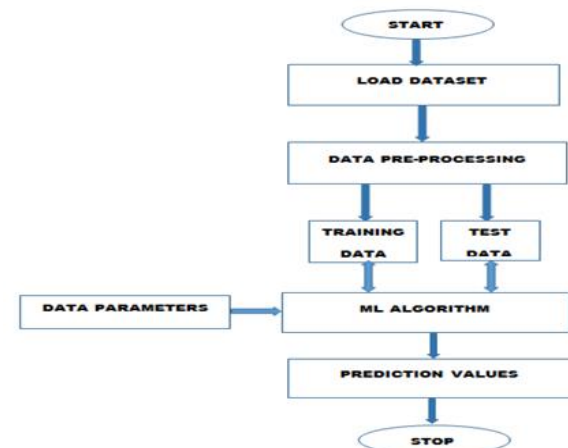 START
LOAD DATASET
DATA PRE-PROCESSING
TRAINING
DATA
TEST
DATA
DATA PARAMETERS
ML ALGORITHM
PREDICTION VALUES
STOP